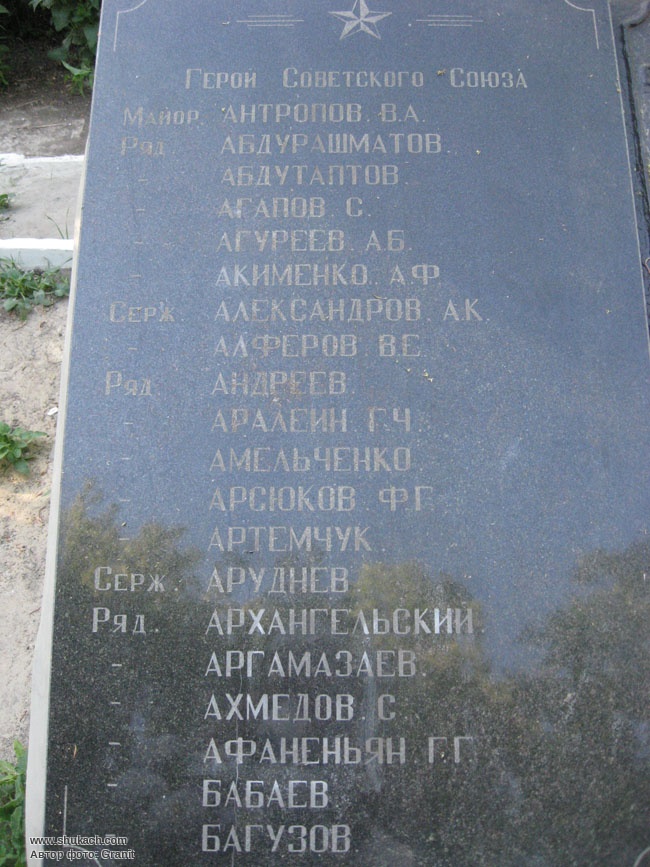 Герой Советского Союза
Майор. АНТРОПОВ. В.А.
Ряд. АБДУРАШМАТОВ.
- АБДУТАПТОВ.
- АГАПОВ. С.
- АГУРЕЕВ. А.Б.
- АКИМЕНКО. А.Ф.
Серж. АЛЕКСАНДРОВ. А.К.
- АЛФЕРОВ. В.Е.
Ряд. АНДРЕЕВ.
- АРАЛЕИН. Г.Ч.
- АМЕЛЬЧЕНКО.
- АРСЮКОВ. Ф.Г.
- АРТЕМЧУК.
Серж. АРУДНЕВ.
Ряд. АРХАНГЕЛЬСКИЙ.
- АРГАМАЗАЕВ.
- АХМЕДОВ. С.
- АФАНЕНЬЯН. Г.Г.
- БАБАЕВ.
БАГУЗОВ.
www.shukach.com
Автор фото: Granit